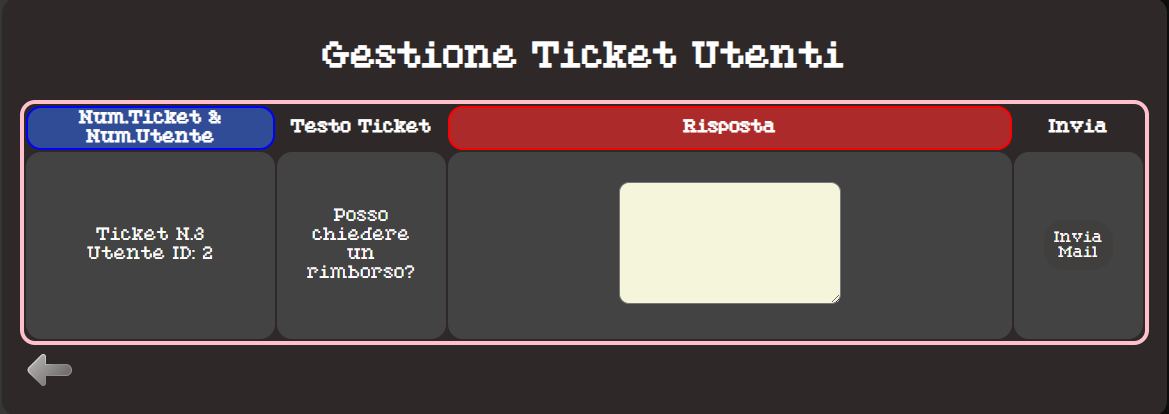 Gestione Ticket Utenti
Num.Ticket &
Num.Utente
Testo Ticket
Risposta
Invia
Ticket N.3
Utente ID: 2
Posso
chiedere
un
rimborso?
Invia
Mail